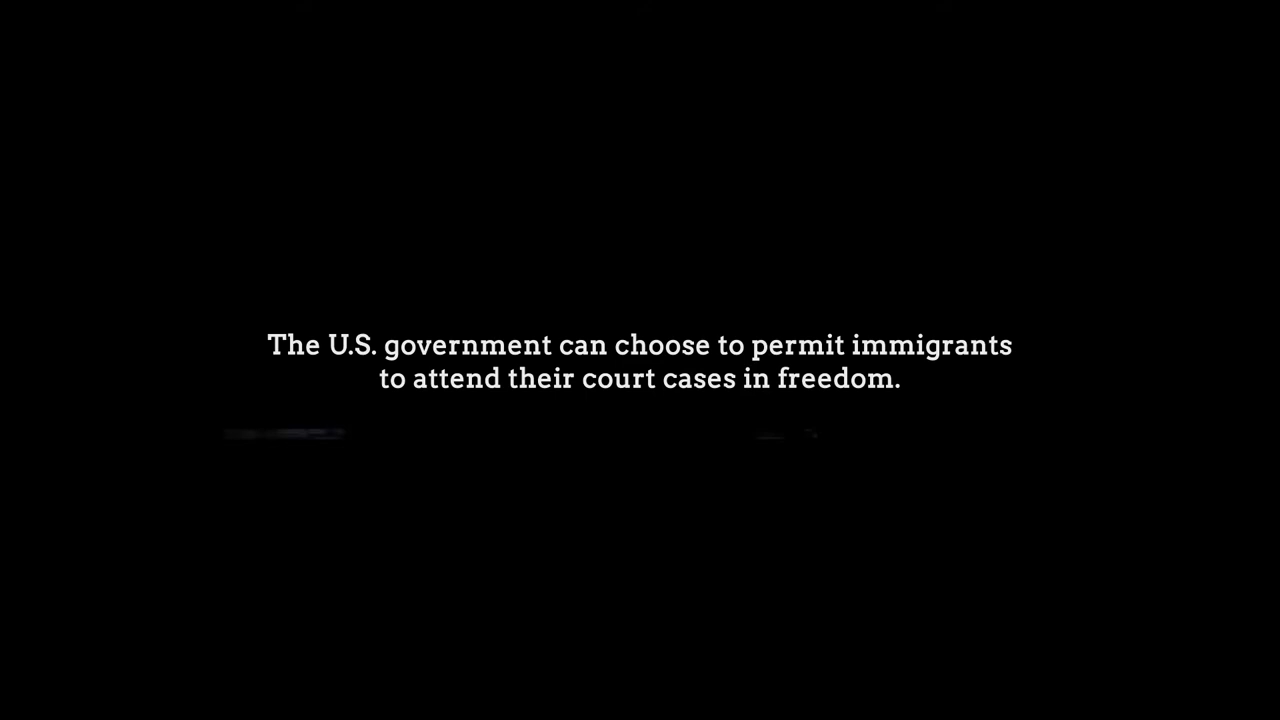 The U.S. government can choose to permit immigrants
to attend their court cases in freedom.